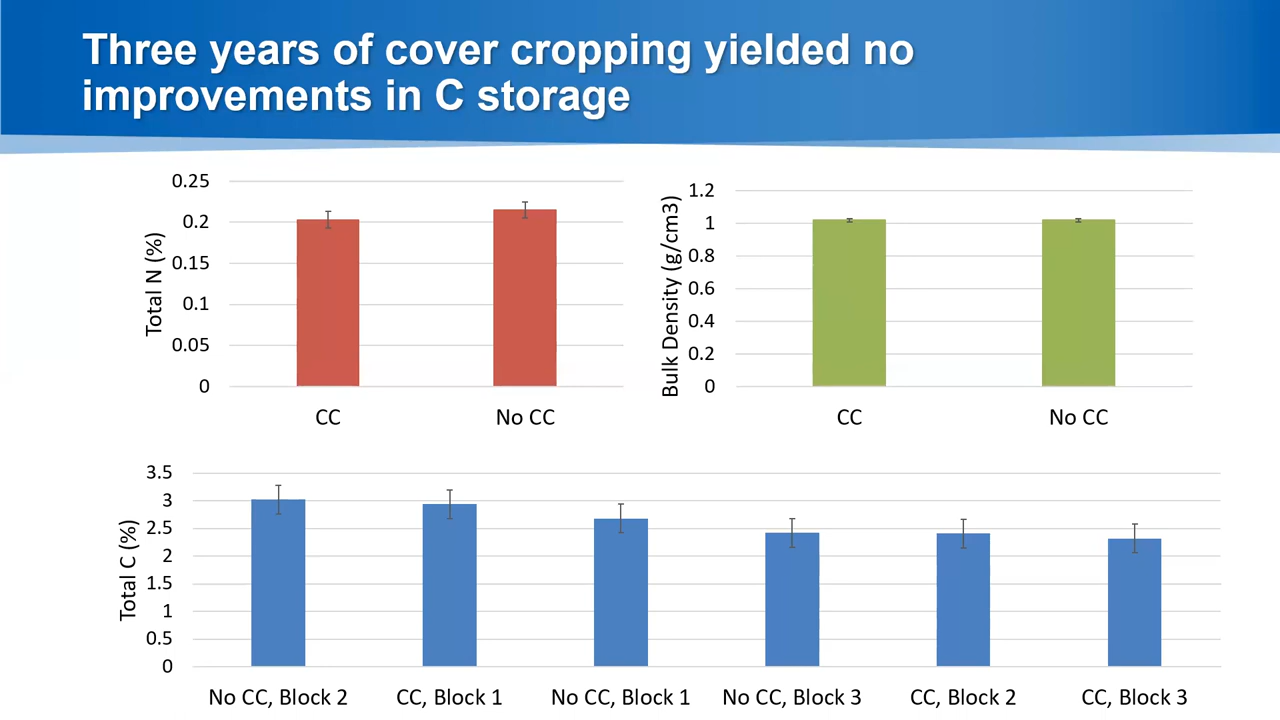 Three years of cover cropping yielded no
improvements in C storage
Total N (%)
0.25
0.2
0.15
0.1
0.05
0
CC
No CC
Bulk Density (g/cm3)
1.2
1
0.8
0.6
0.4
0.2
0
CC
No CC
Total C (%)
3.5
3
2.5
2
1.5
1
0.5
0
No CC, Block 2
CC, Block 1
No CC, Block 1
No CC, Block 3
CC, Block 2
CC, Block 3